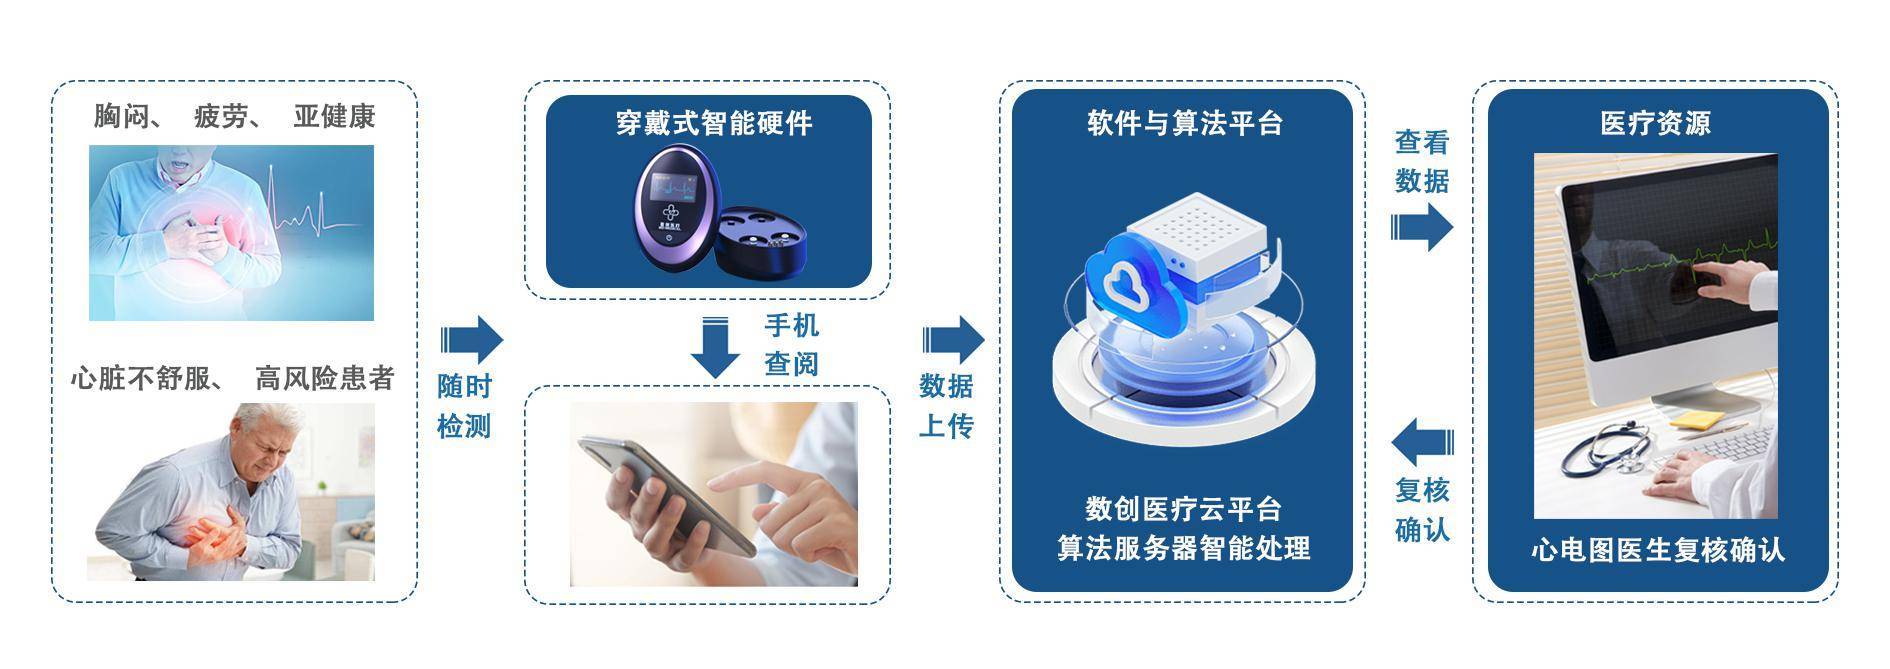 胸闷、 疲劳、 亚健康
心脏不舒服、 高风险患者
随时
检测
穿戴式智能硬件
手机
查阅
数据
上传
软件与算法平台
数创医疗云平台
算法服务器智能处理
查看
数据
复核
确认
医疗资源
心电图医生复核确认